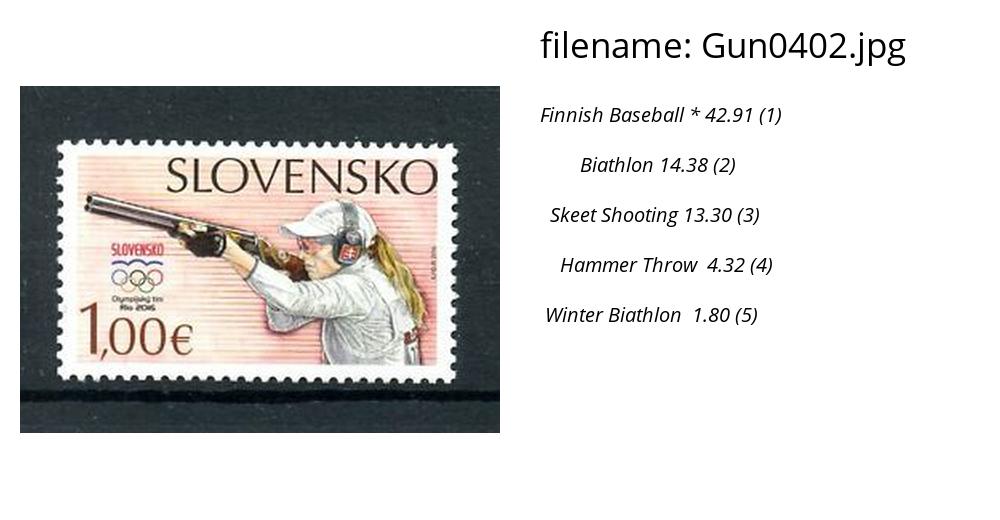 filename: Gun0402.jpg
Finnish Baseball * 42.91 (1)
Biathlon 14.38 (2)
Skeet Shooting 13.30 (3)
Hammer Throw 4.32 (4)
Winter Biathlon 1.80 (5)
SLOVENSKO
SLOVENSKO
Olympijský tím
Rio 2016
1,00€